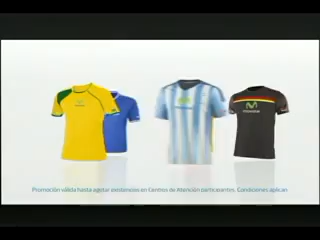 movistar
Promoción válida hasta agotar existencias en Centros de Atención participantes. Condiciones aplican